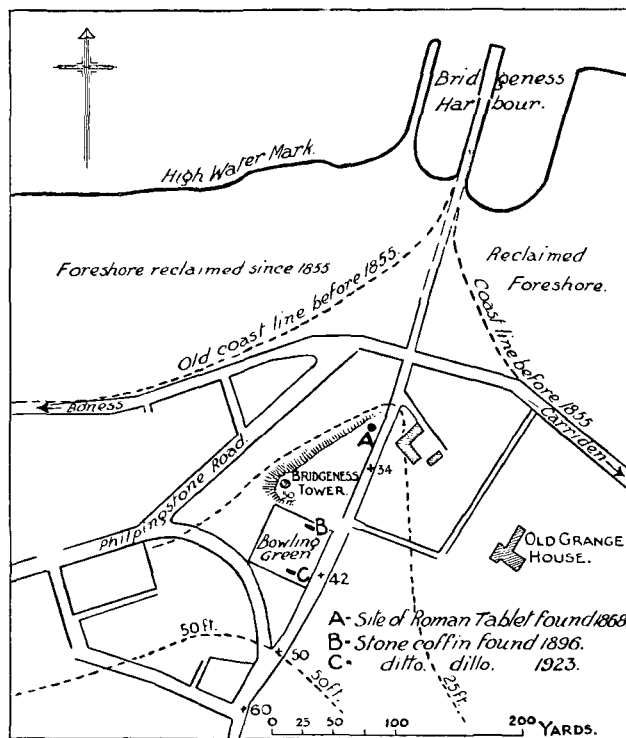 Bridgeness
Harbour.
High Water Mark.
Foreshore reclaimed since 1855
Reclaimed
Foreshore.
Old coast line before 1855.
Coast line before 1855
Boness
Carriden
Philpingstone Road
A
34
BRIDGENESS
TOWER.
50 ft.
B
Bowling
Green
C
42
OLD GRANGE
HOUSE.
A- Site of Roman Tablet found 1868
B- Stone coffin found 1896.
C- ditto. ditto. 1923.
50 ft.
50
50ft.
25ft.
60
0 25 50 100 200 YARDS.